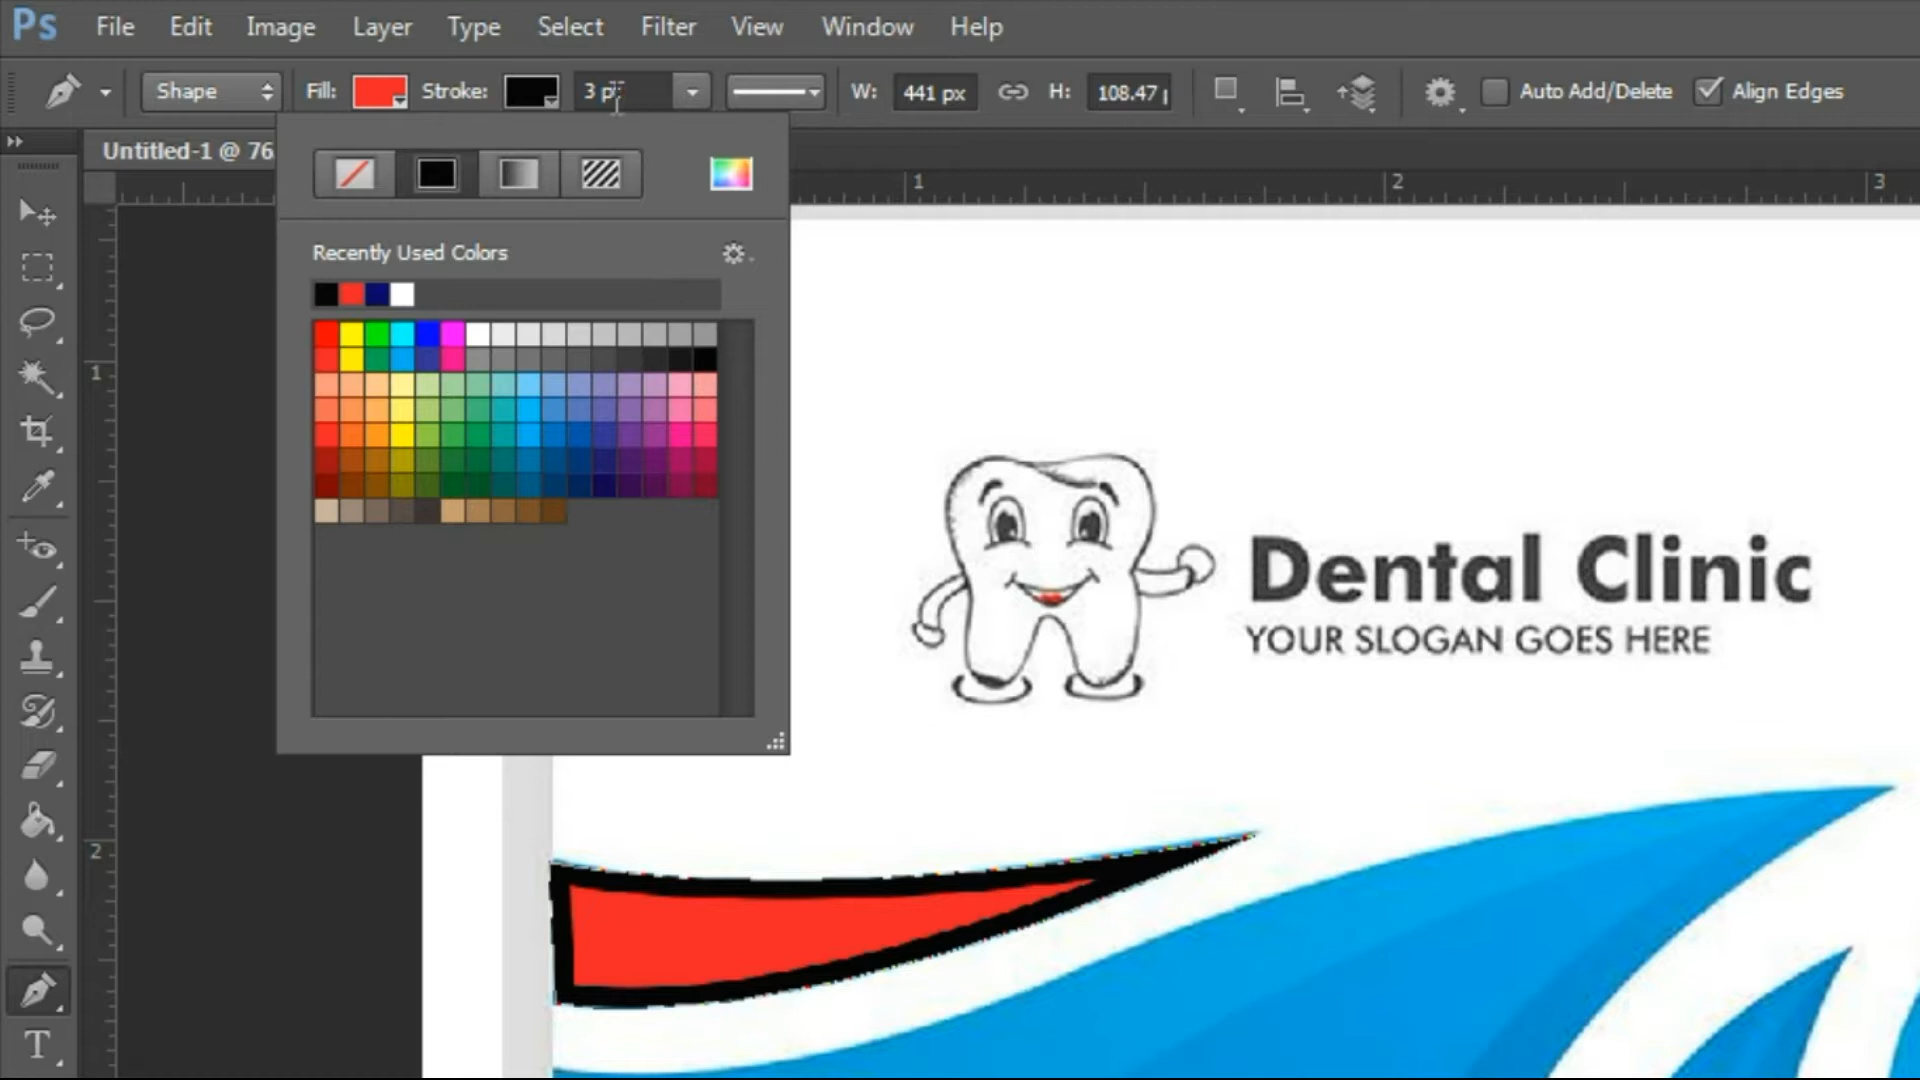 Ps File Edit Image Layer Type Select Filter View Window Help
Shape Fill: Stroke: 3 W: 441 px H: 108.47 Auto Add/Delete Align Edges
Untitled-1 @ 76
1 2 3
Recently Used Colors
1
Dental Clinic
YOUR SLOGAN GOES HERE
2
T